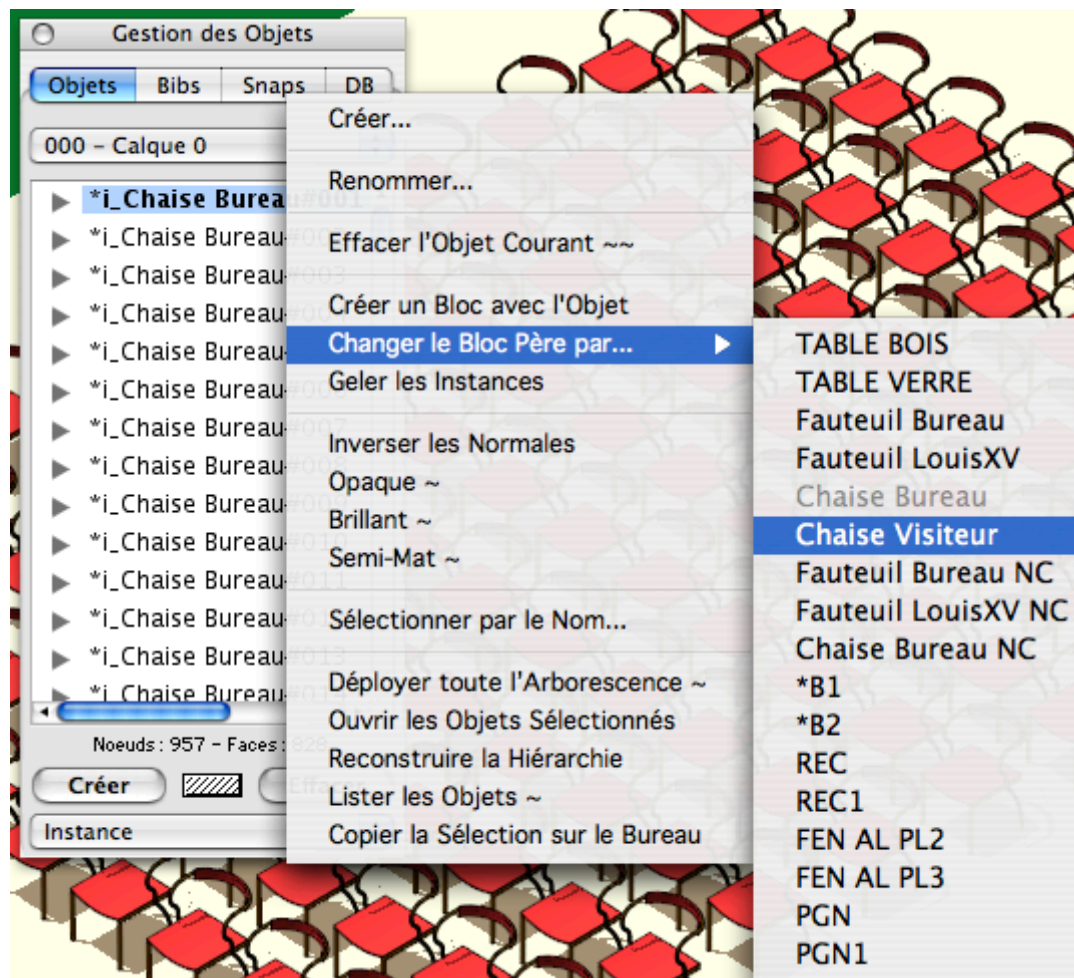 Gestion des Objets
Objets Bibs Snaps DB
000 – Calque 0
*i_Chaise Bureau#001
*i_Chaise Bureau
*i_Chaise Bureau#003
*i_Chaise Bureau
*i_Chaise Bureau
*i_Chaise Bureau
*i_Chaise Bureau#007
*i_Chaise Bureau#008
*i_Chaise Bureau#009
*i_Chaise Bureau#010
*i_Chaise Bureau#011
*i_Chaise Bureau
*i_Chaise Bureau#013
*i_Chaise Bureau
Noeuds : 957 – Faces : 828
Créer Effacer
Instance
Créer...
Renommer...
Effacer l'Objet Courant ~~
Créer un Bloc avec l'Objet
Changer le Bloc Père par...
Geler les Instances
Inverser les Normales
Opaque ~
Brillant ~
Semi-Mat ~
Sélectionner par le Nom...
Déployer toute l'Arborescence ~
Ouvrir les Objets Sélectionnés
Reconstruire la Hiérarchie
Lister les Objets ~
Copier la Sélection sur le Bureau
TABLE BOIS
TABLE VERRE
Fauteuil Bureau
Fauteuil LouisXV
Chaise Bureau
Chaise Visiteur
Fauteuil Bureau NC
Fauteuil LouisXV NC
Chaise Bureau NC
*B1
*B2
REC
REC1
FEN AL PL2
FEN AL PL3
PGN
PGN1